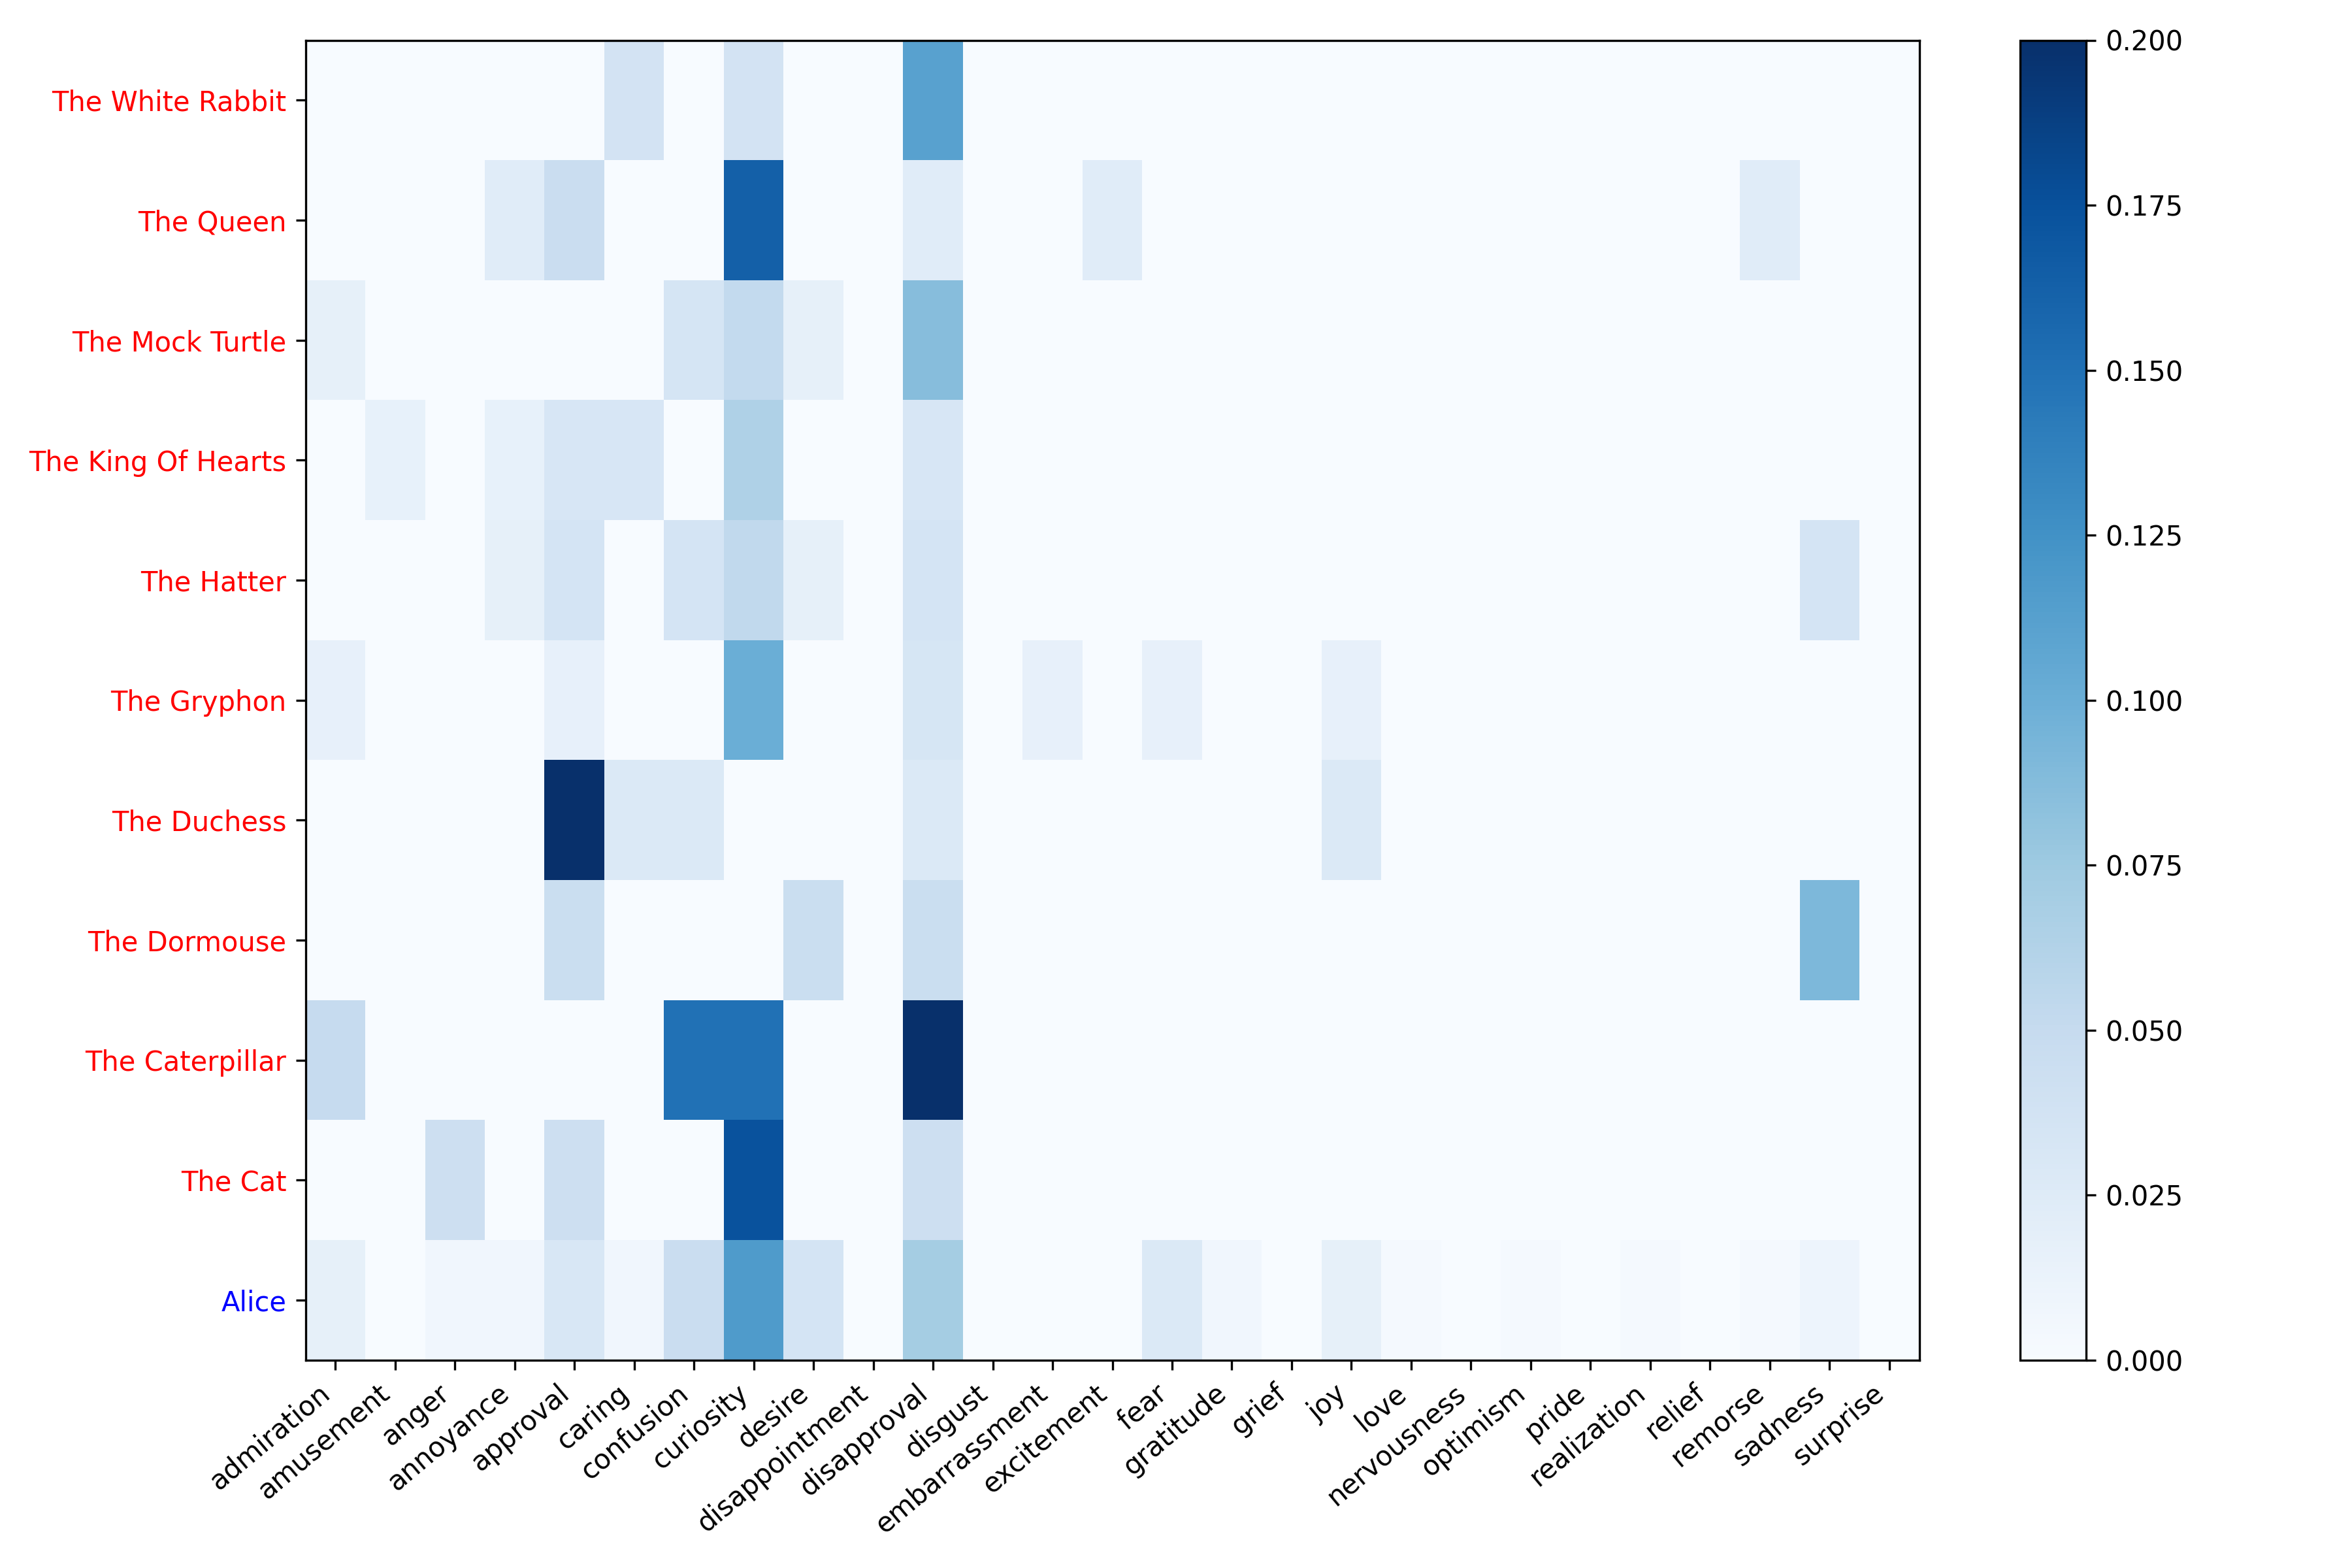 The White Rabbit
The Queen
The Mock Turtle
The King Of Hearts
The Hatter
The Gryphon
The Duchess
The Dormouse
The Caterpillar
The Cat
Alice
admiration
amusement
anger
annoyance
approval
caring
confusion
curiosity
desire
disappointment
disapproval
disgust
embarrassment
excitement
fear
gratitude
grief
joy
love
nervousness
optimism
pride
realization
relief
remorse
sadness
surprise
0.200
0.175
0.150
0.125
0.100
0.075
0.050
0.025
0.000